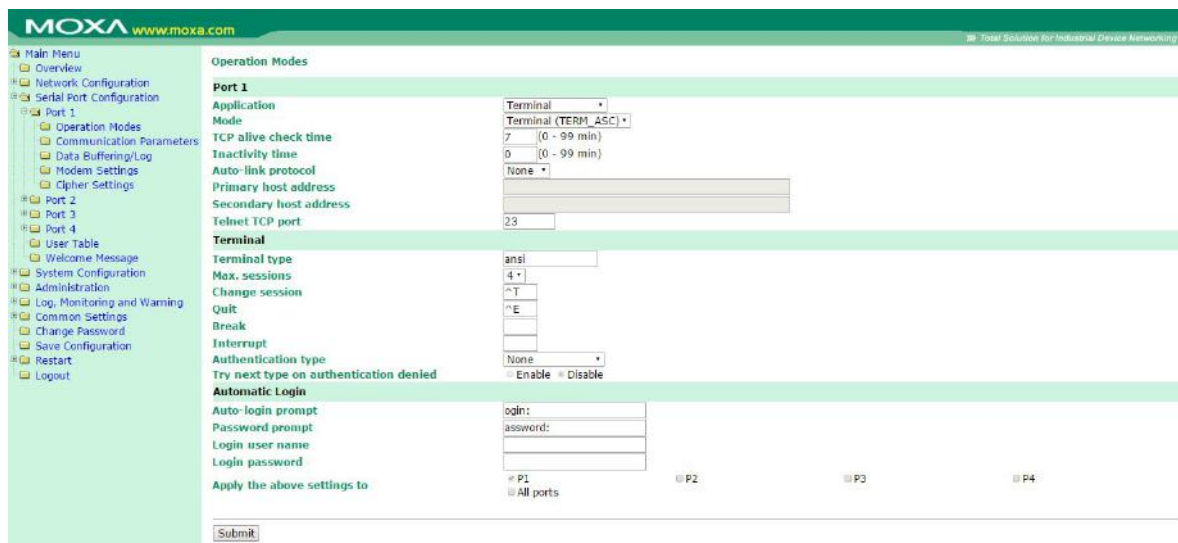 MOXA www.moxa.com
Total Solution for Industrial Device Networking
Main Menu
Overview
Network Configuration
Serial Port Configuration
Port 1
Operation Modes
Communication Parameters
Data Buffering/Log
Modem Settings
Cipher Settings
Port 2
Port 3
Port 4
User Table
Welcome Message
System Configuration
Administration
Log, Monitoring and Warning
Common Settings
Change Password
Save Configuration
Restart
Logout
Operation Modes
Port 1
Application Terminal
Mode Terminal (TERM_ASC)
TCP alive check time 7 (0 - 99 min)
Inactivity time 0 (0 - 99 min)
Auto-link protocol None
Primary host address
Secondary host address
Telnet TCP port 23
Terminal
Terminal type ansi
Max. sessions 4
Change session ^T
Quit ^E
Break
Interrupt
Authentication type None
Try next type on authentication denied Enable Disable
Automatic Login
Auto-login prompt ogin:
Password prompt assword:
Login user name
Login password
Apply the above settings to P1 P2 P3 P4
All ports
Submit